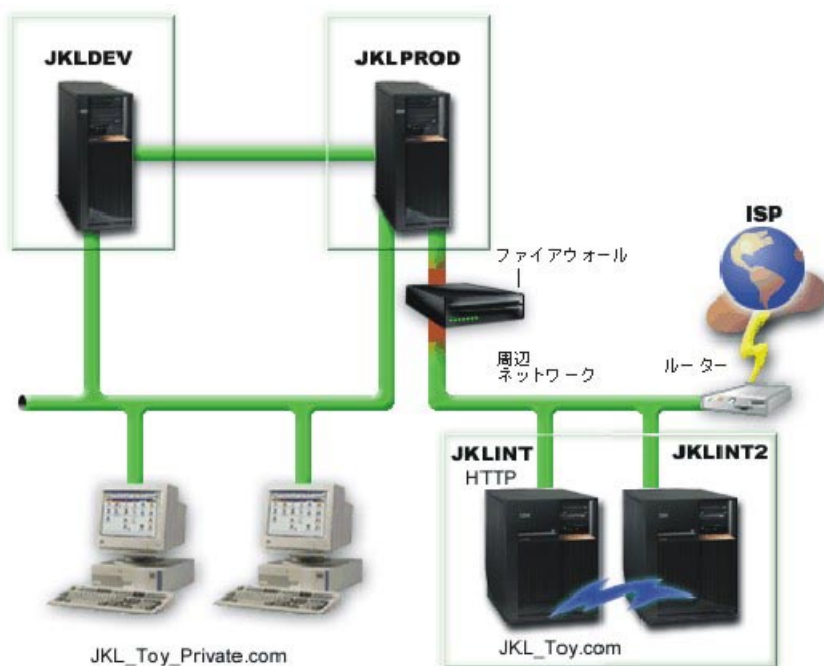 JKLDEV
JKLPROD
ISP
ファイアウォール
周辺
ネットワーク
ルーター
JKLINT
HTTP
JKLINT2
JKL_Toy.com
JKL_Toy_Private.com